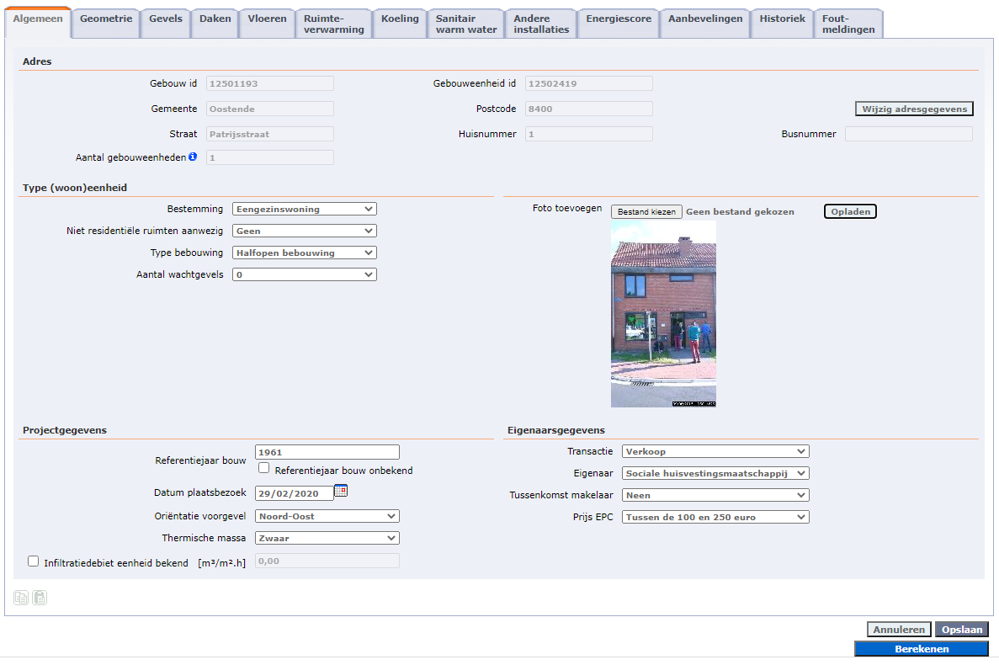 Algemeen
Geometrie
Gevels
Daken
Vloeren
Ruimte-
verwarming
Koeling
Sanitair
warm water
Andere
installaties
Energiescore
Aanbevelingen
Historiek
Fout-
meldingen
Adres
Gebouw id 12501193 Gebouweenheid id 12502419
Gemeente Oostende Postcode 8400 Wijzig adresgegevens
Straat Patrijsstraat Huisnummer 1 Busnummer
Aantal gebouweenheden 1
Type (woon)eenheid
Bestemming Eengezinswoning
Niet residentiële ruimten aanwezig Geen
Type bebouwing Halfopen bebouwing
Aantal wachtgevels 0
Foto toevoegen Bestand kiezen Geen bestand gekozen Opladen
Projectgegevens
Referentiejaar bouw 1961
Referentiejaar bouw onbekend
Datum plaatsbezoek 29/02/2020
Oriëntatie voorgevel Noord-Oost
Thermische massa Zwaar
Infiltratiedebiet eenheid bekend [m³/m².h] 0,00
Eigenaarsgegevens
Transactie Verkoop
Eigenaar Sociale huisvestingsmaatschappij
Tussenkomst makelaar Neen
Prijs EPC Tussen de 100 en 250 euro
Annuleren Opslaan
Berekenen